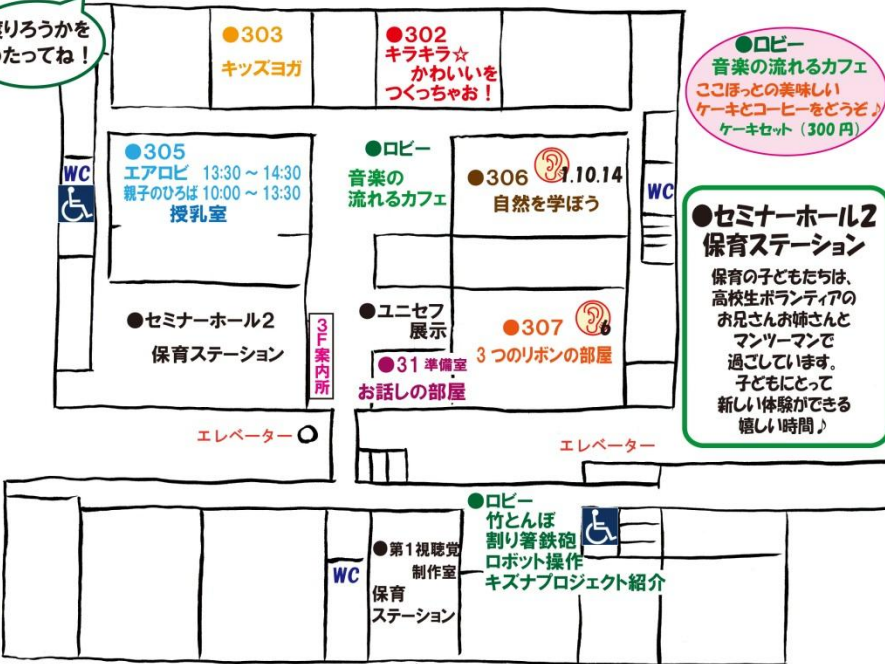 渡りろうかを
わたってね！
●303
キッズヨガ
●302
キラキラ☆
かわいいを
つくっちゃお！
●ロビー
音楽の流れるカフェ
ここほっとの美味しい
ケーキとコーヒーをどうぞ♪
ケーキセット（300円）
●305
エアロビ 13:30～14:30
親子のひろば 10:00～13:30
授乳室
WC
●ロビー
音楽の
流れるカフェ
●306
1.10.14
自然を学ぼう
WC
●セミナーホール2
保育ステーション
保育の子どもたちは、
高校生ボランティアの
お兄さんお姉さんと
マンツーマンで
過ごしています。
子どもにとって
新しい体験ができる
嬉しい時間♪
●セミナーホール2
保育ステーション
3F案内所
●ユニセフ
展示
●31 準備室
お話しの部屋
●307
6
3つのリボンの部屋
エレベーター
エレベーター
●ロビー
竹とんぼ
割り箸鉄砲
ロボット操作
キズナプロジェクト紹介
●第1視聴覚
制作室
保育
ステーション
WC